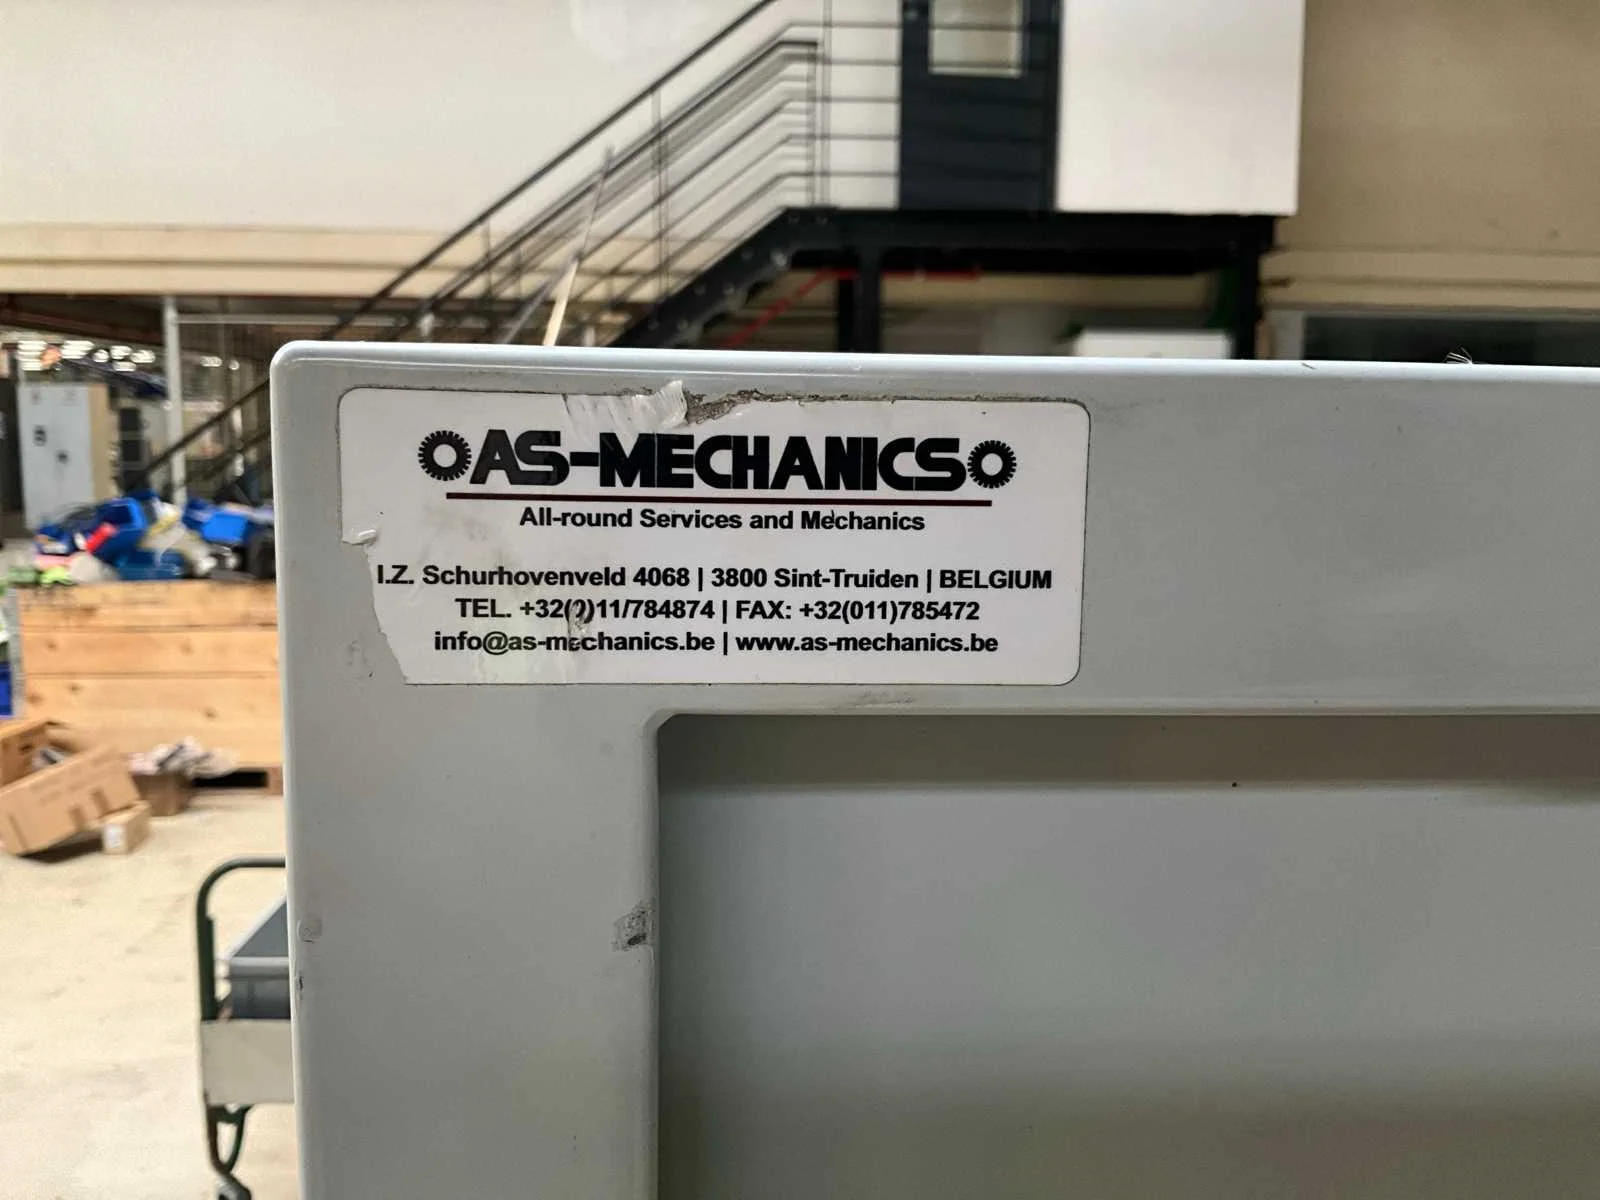 AS-MECHANICS
All-round Services and Mechanics
I.Z. Schurhovenveld 4068 | 3800 Sint-Truiden | BELGIUM
TEL. +32(0)11/784874 | FAX: +32(011)785472
info@as-mechanics.be | www.as-mechanics.be